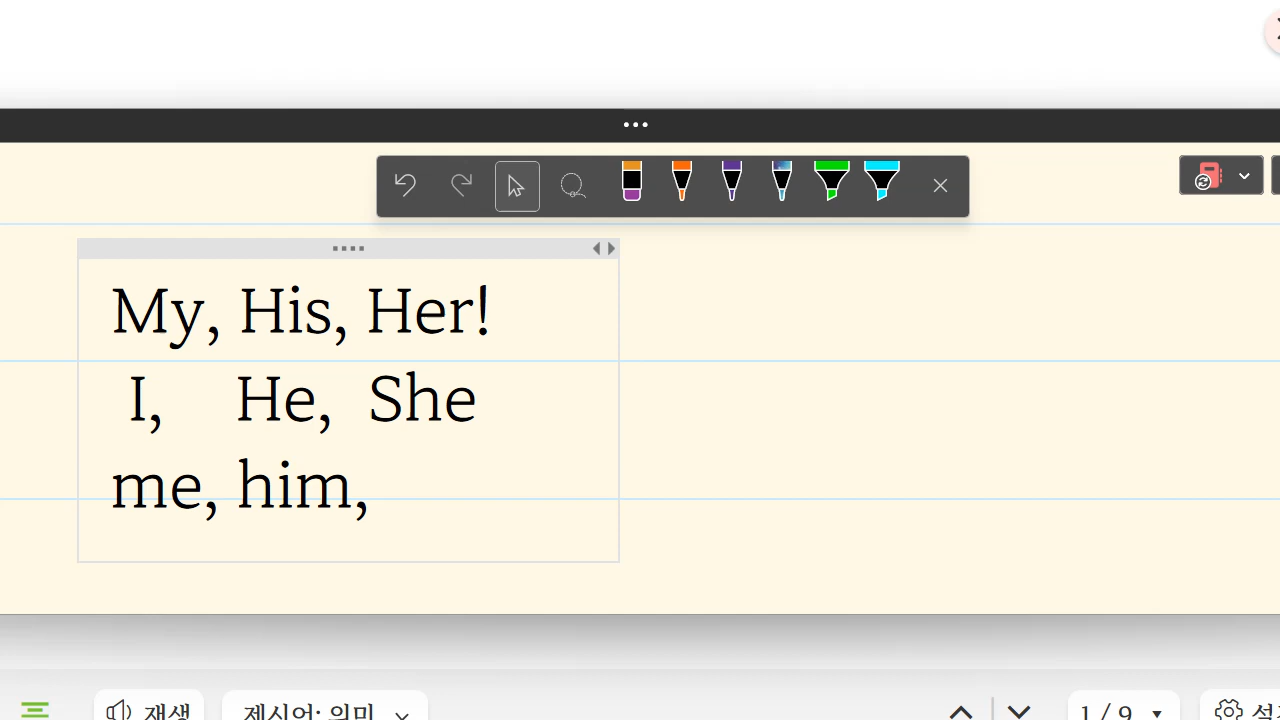 My, His, Her!
I, He, She
me, him,
재생
제시어: 의미
1 / 9